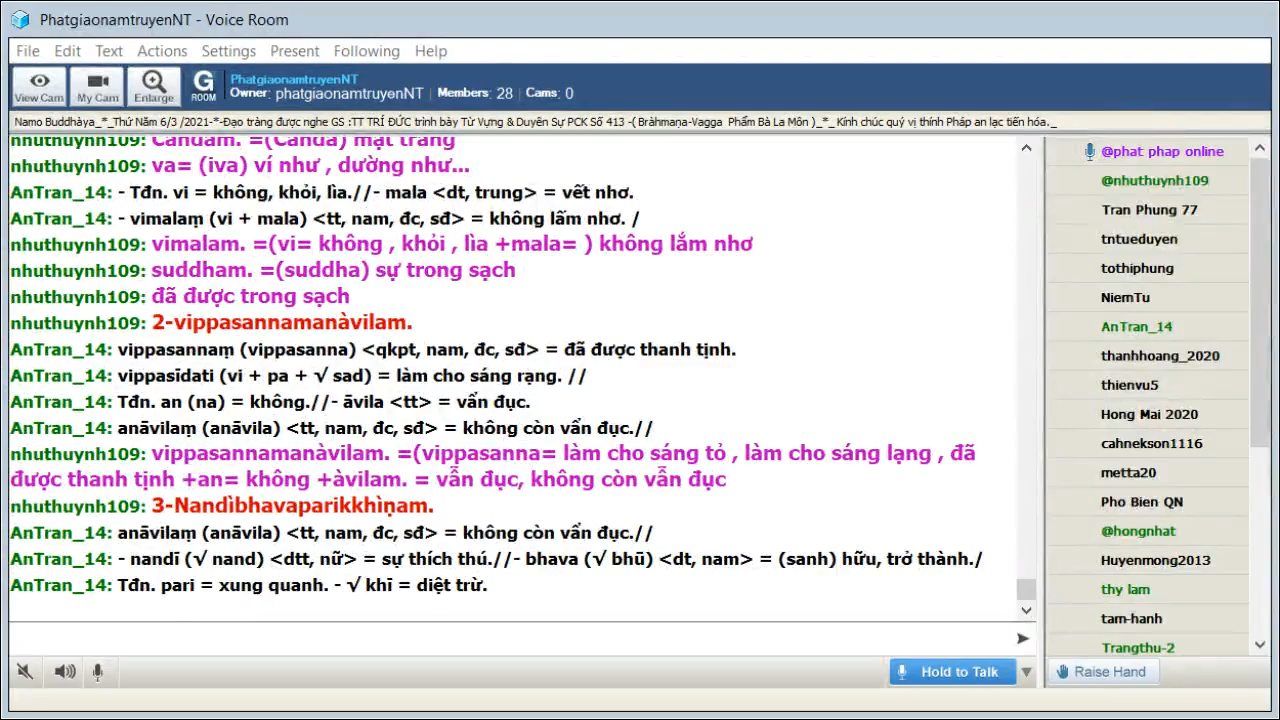 PhatgiaonamtruyenNT - Voice Room
File Edit Text Actions Settings Present Following Help
View Cam My Cam Enlarge G ROOM PhatgiaonamtruyenNT
Owner: phatgiaonamtruyenNT | Members: 28 | Cams: 0
Namo Buddhàya_*_Thứ Năm 6/3 /2021-*-Đạo tràng được nghe GS :TT TRÍ ĐỨC trình bày Từ Vựng & Duyên Sự PCK Số 413 -( Bràhmaṇa-Vagga Phẩm Bà La Môn )_*_ Kính chúc quý vị thính Pháp an lạc tiến hóa._
nhuthuynh109: Candam. =(Canda) mặt trăng
nhuthuynh109: va= (iva) ví như , dường như...
AnTran_14: - Tđn. vi = không, khỏi, lìa.//- mala <dt, trung> = vết nhơ.
AnTran_14: - vimalaṃ (vi + mala) <tt, nam, đc, sđ> = không lấm nhơ. /
nhuthuynh109: vimalam. =(vi= không , khỏi , lìa +mala= ) không lắm nhơ
nhuthuynh109: suddham. =(suddha) sự trong sạch
nhuthuynh109: đã được trong sạch
nhuthuynh109: 2-vippasannamanàvilam.
AnTran_14: vippasannaṃ (vippasanna) <qkpt, nam, đc, sđ> = đã được thanh tịnh.
AnTran_14: vippasīdati (vi + pa + √ sad) = làm cho sáng rạng. //
AnTran_14: Tđn. an (na) = không.//- āvila <tt> = vẩn đục.
AnTran_14: anāvilaṃ (anāvila) <tt, nam, đc, sđ> = không còn vẩn đục.//
nhuthuynh109: vippasannamanàvilam. =(vippasanna= làm cho sáng tỏ , làm cho sáng lạng , đã
được thanh tịnh +an= không +àvilam. = vẫn đục, không còn vẫn đục
nhuthuynh109: 3-Nandìbhavaparikkhìṇam.
AnTran_14: anāvilaṃ (anāvila) <tt, nam, đc, sđ> = không còn vẩn đục.//
AnTran_14: - nandī (√ nand) <dtt, nữ> = sự thích thú.//- bhava (√ bhū) <dt, nam> = (sanh) hữu, trở thành./
AnTran_14: Tđn. pari = xung quanh. - √ khī = diệt trừ.
@phat phap online
@nhuthuynh109
Tran Phung 77
tntueduyen
tothiphung
NiemTu
AnTran_14
thanhhoang_2020
thienvu5
Hong Mai 2020
cahnekson1116
metta20
Pho Bien QN
@hongnhat
Huyenmong2013
thy lam
tam-hanh
Trangthu-2
Hold to Talk
Raise Hand